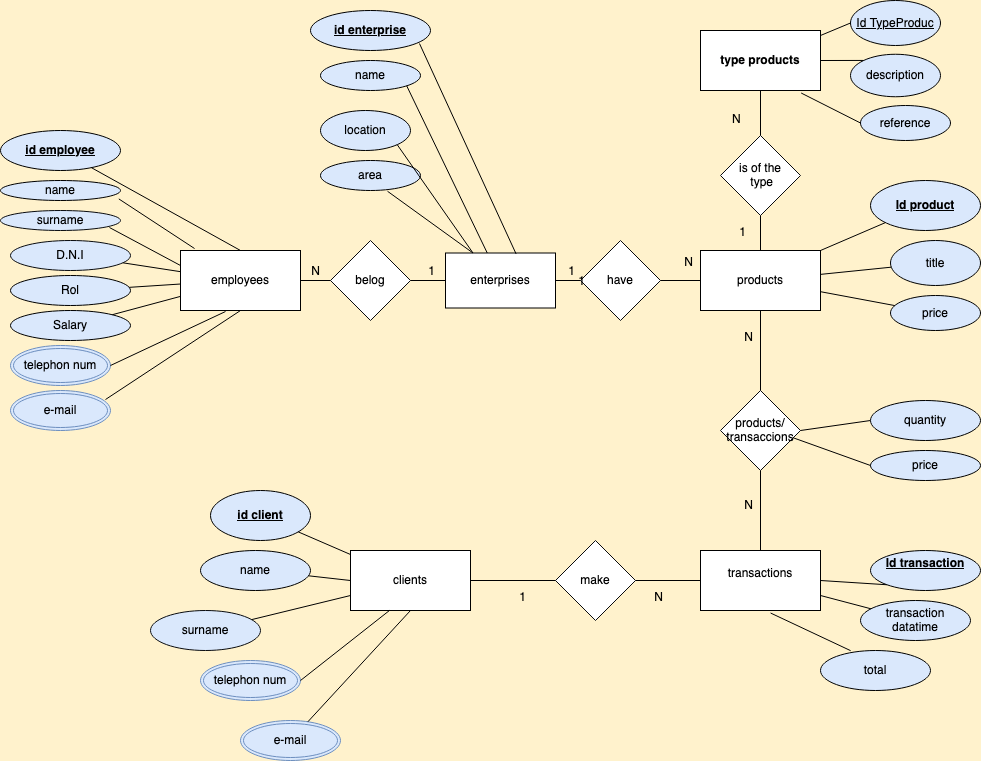 id enterprise
name
location
area
Id TypeProduc
type products
description
reference
N
is of the
type
1
id employee
name
surname
D.N.I
Rol
Salary
telephon num
e-mail
employees
N
belog
1
enterprises
1
1
have
N
products
Id product
title
price
N
products/
transaccions
quantity
price
N
id client
name
surname
telephon num
e-mail
clients
1
make
N
transactions
Id transaction
transaction
datatime
total